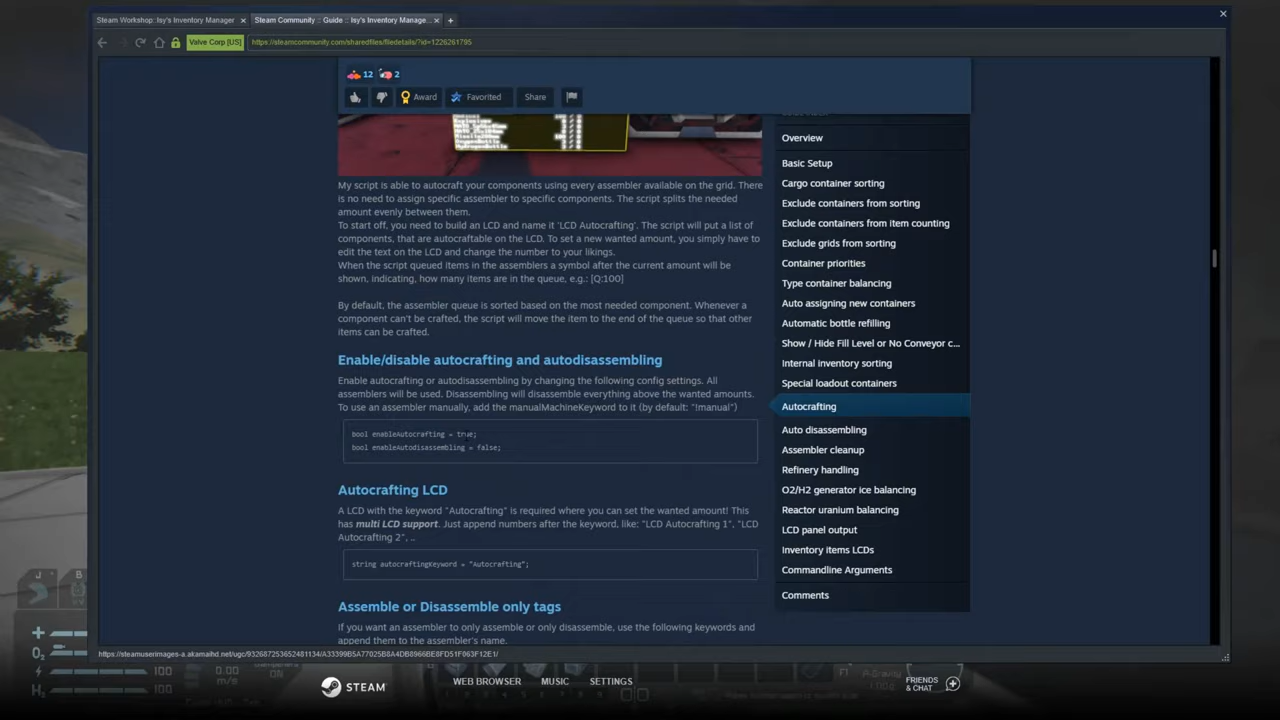 Steam Workshop: Isy's Inventory Manager
Steam Community :: Guide :: Isy's Inventory Manage...
Valve Corp [US]
https://steamcommunity.com/sharedfiles/filedetails/?id=1226261795
12
2
Award
Favorited
Share
My script is able to autocraft your components using every assembler available on the grid. There
is no need to assign specific assembler to specific components. The script splits the needed
amount evenly between them.
To start off, you need to build an LCD and name it 'LCD Autocrafting'. The script will put a list of
components, that are autocraftable on the LCD. To set a new wanted amount, you simply have to
edit the text on the LCD and change the number to your likings.
When the script queued items in the assemblers a symbol after the current amount will be
shown, indicating, how many items are in the queue, e.g.: [Q:100]
By default, the assembler queue is sorted based on the most needed component. Whenever a
component can't be crafted, the script will move the item to the end of the queue so that other
items can be crafted.
Enable/disable autocrafting and autodisassembling
Enable autocrafting or autodisassembling by changing the following config settings. All
assemblers will be used. Disassembling will disassemble everything above the wanted amounts.
To use an assembler manually, add the manualMachineKeyword to it (by default: "!manual")
bool enableAutocrafting = true;
bool enableAutodisassembling = false;
Autocrafting LCD
A LCD with the keyword "Autocrafting" is required where you can set the wanted amount! This
has multi LCD support. Just append numbers after the keyword, like: "LCD Autocrafting 1", "LCD
Autocrafting 2", ..
string autocraftingKeyword = "Autocrafting";
Assemble or Disassemble only tags
If you want an assembler to only assemble or only disassemble, use the following keywords and
append them to the assembler's name.
Overview
Basic Setup
Cargo container sorting
Exclude containers from sorting
Exclude containers from item counting
Exclude grids from sorting
Container priorities
Type container balancing
Auto assigning new containers
Automatic bottle refilling
Show / Hide Fill Level or No Conveyor c...
Internal inventory sorting
Special loadout containers
Autocrafting
Auto disassembling
Assembler cleanup
Refinery handling
O2/H2 generator ice balancing
Reactor uranium balancing
LCD panel output
Inventory items LCDs
Commandline Arguments
Comments
J
B
O₂
H₂
100
100
0.00
m/s
ON
STEAM
WEB BROWSER
MUSIC
SETTINGS
FRIENDS
& CHAT